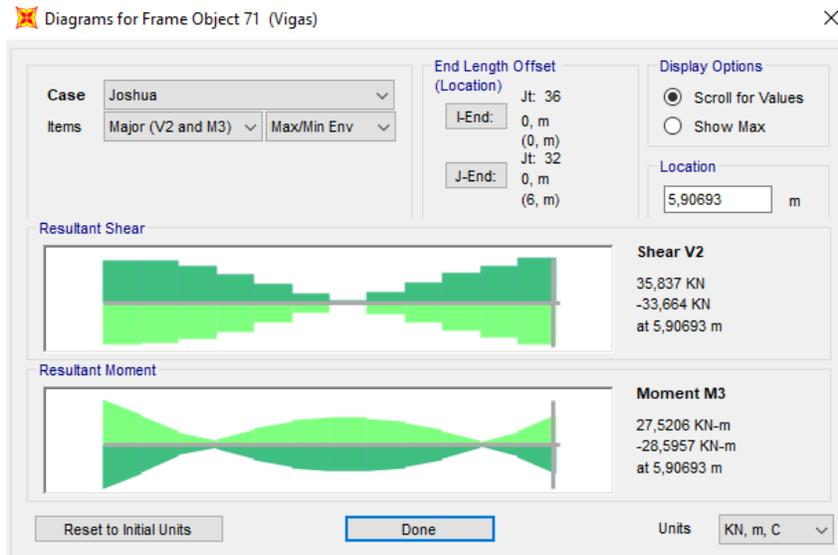 Diagrams for Frame Object 71 (Vigas)
Case Joshua
Items Major (V2 and M3) Max/Min Env
End Length Offset
(Location)
I-End:
Jt: 36
0, m
(0, m)
J-End:
Jt: 32
0, m
(6, m)
Display Options
Scroll for Values
Show Max
Location
5,90693 m
Resultant Shear
Shear V2
35,837 KN
-33,664 KN
at 5,90693 m
Resultant Moment
Moment M3
27,5206 KN-m
-28,5957 KN-m
at 5,90693 m
Reset to Initial Units
Done
Units KN, m, C